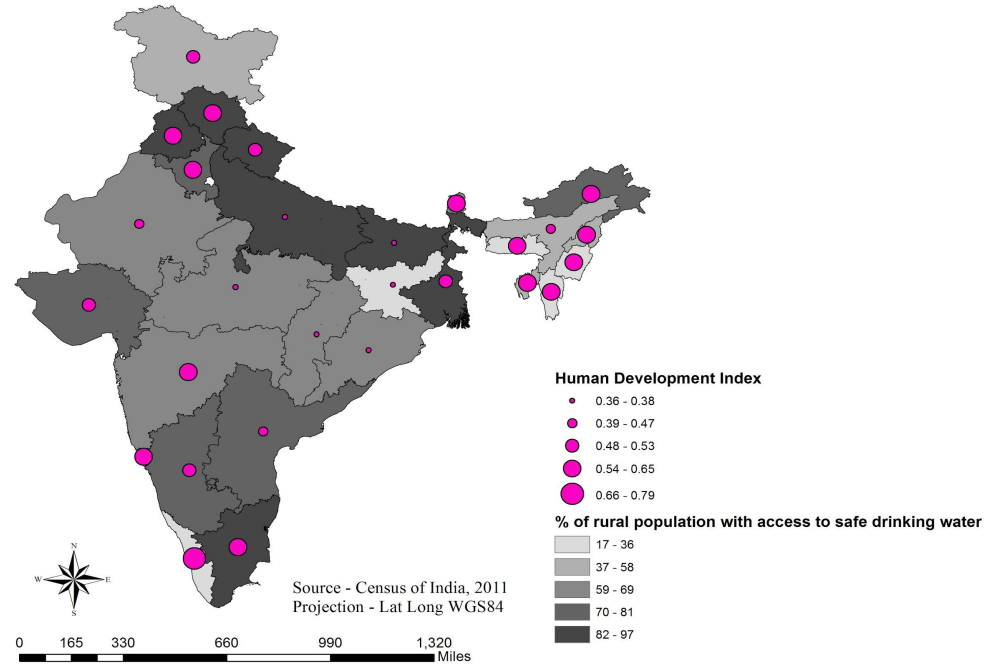 Human Development Index
0.36 - 0.38
0.39 - 0.47
0.48 - 0.53
0.54 - 0.65
0.66 - 0.79
% of rural population with access to safe drinking water
17 - 36
37 - 58
59 - 69
70 - 81
82 - 97
N
W E
S
Source - Census of India, 2011
Projection - Lat Long WGS84
0 165 330 660 990 1,320
Miles